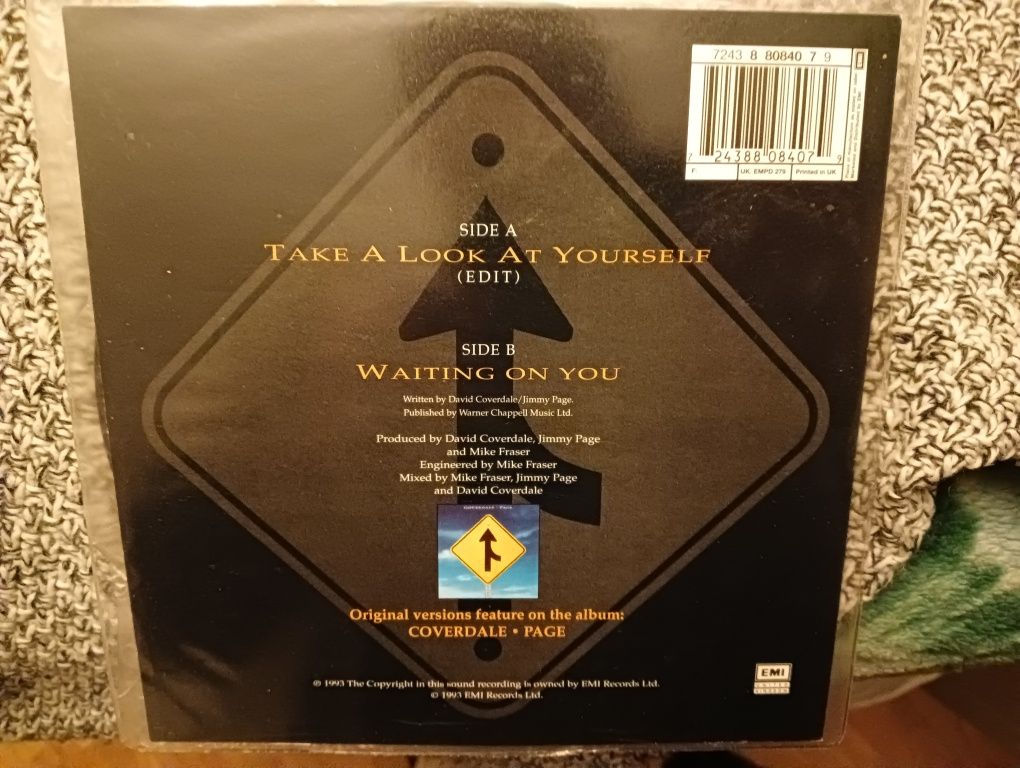 7243 8 80840 7 9
7 24388 08407 9
F:
UK: EMPD 279
Printed in UK
SIDE A
TAKE A LOOK AT YOURSELF
(EDIT)
SIDE B
WAITING ON YOU
Written by David Coverdale/Jimmy Page.
Published by Warner Chappell Music Ltd.
Produced by David Coverdale, Jimmy Page
and Mike Fraser
Engineered by Mike Fraser
Mixed by Mike Fraser, Jimmy Page
and David Coverdale
COVERDALE • PAGE
Original versions feature on the album:
COVERDALE • PAGE
℗ 1993 The Copyright in this sound recording is owned by EMI Records Ltd.
© 1993 EMI Records Ltd.
EMI
UNITED
KINGDOM